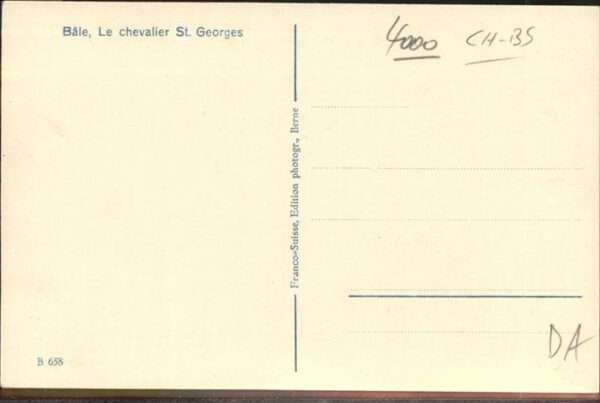 Bâle, Le chevalier St. Georges
4000 CH-BS
Franco-Suisse, Edition photogr., Berne
DA
B 658